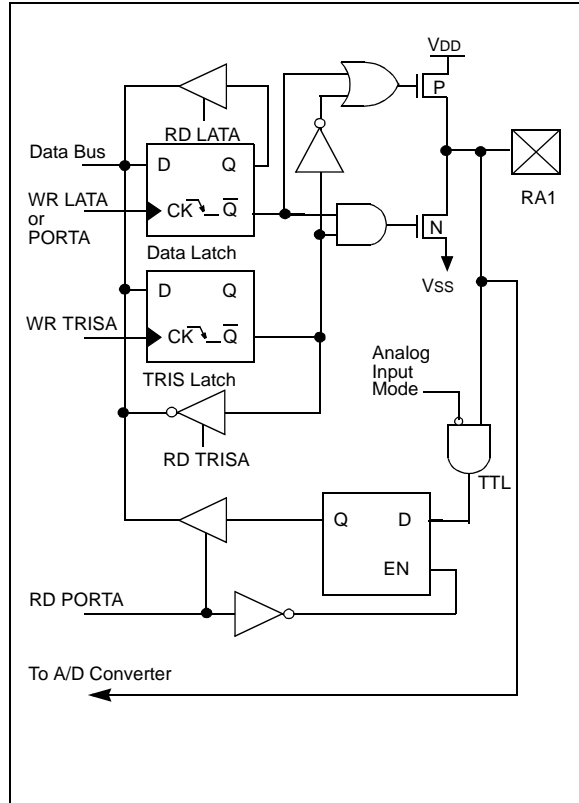 VDD
P
RD LATA
Data Bus
D Q
RA1
WR LATA
or
PORTA
CK Q
N
Data Latch
VSS
D Q
WR TRISA
CK Q
Analog
Input
Mode
TRIS Latch
RD TRISA
TTL
Q D
EN
RD PORTA
To A/D Converter